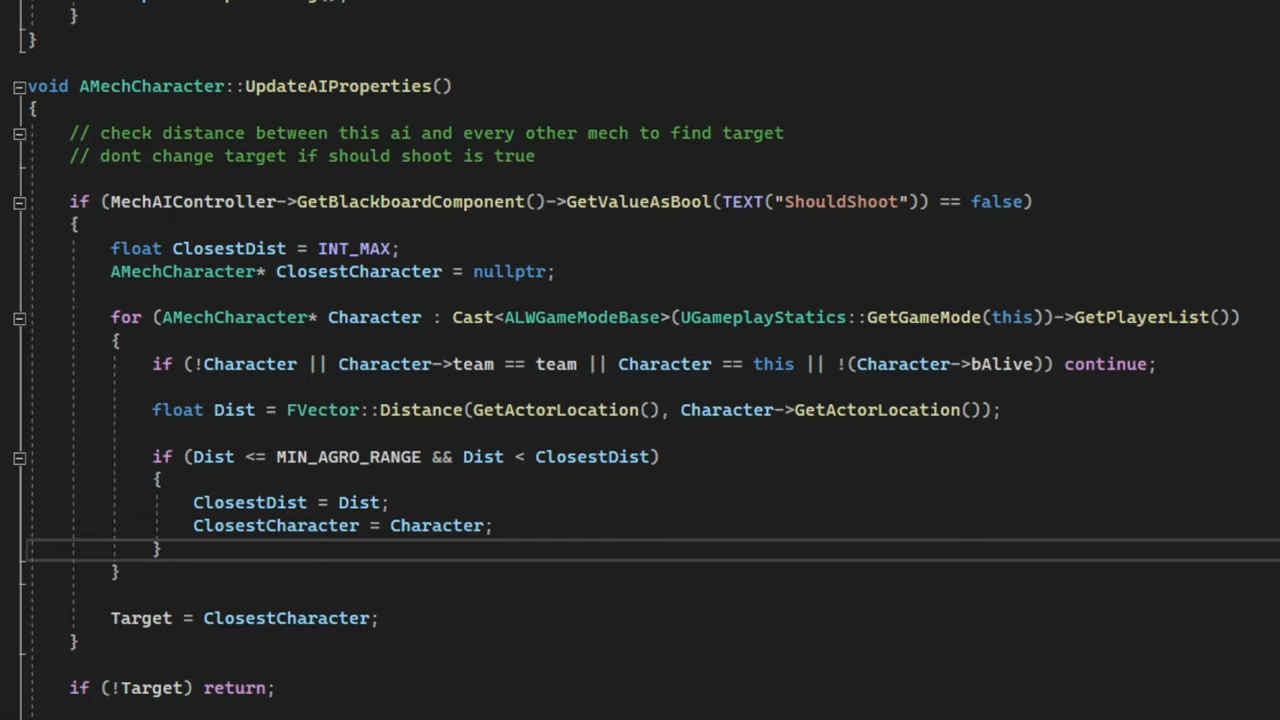 }
}
void AMechCharacter::UpdateAIProperties()
{
// check distance between this ai and every other mech to find target
// dont change target if should shoot is true
if (MechAIController->GetBlackboardComponent()->GetValueAsBool(TEXT("ShouldShoot")) == false)
{
float ClosestDist = INT_MAX;
AMechCharacter* ClosestCharacter = nullptr;
for (AMechCharacter* Character : Cast<ALWGameModeBase>(UGameplayStatics::GetGameMode(this))->GetPlayerList())
{
if (!Character || Character->team == team || Character == this || !(Character->bAlive)) continue;
float Dist = FVector::Distance(GetActorLocation(), Character->GetActorLocation());
if (Dist <= MIN_AGRO_RANGE && Dist < ClosestDist)
{
ClosestDist = Dist;
ClosestCharacter = Character;
}
}
Target = ClosestCharacter;
}
if (!Target) return;